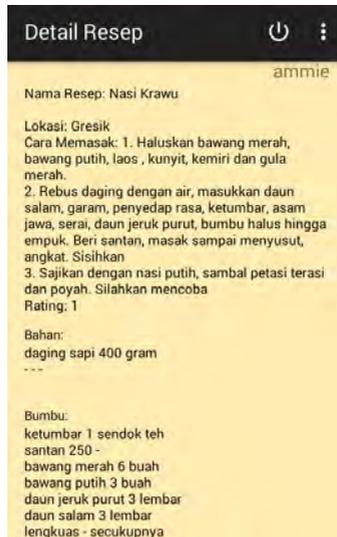 Detail Resep
ammie
Nama Resep: Nasi Krawu
Lokasi: Gresik
Cara Memasak: 1. Haluskan bawang merah,
bawang putih, laos , kunyit, kemiri dan gula
merah.
2. Rebus daging dengan air, masukkan daun
salam, garam, penyedap rasa, ketumbar, asam
jawa, serai, daun jeruk purut, bumbu halus hingga
empuk. Beri santan, masak sampai menyusut,
angkat. Sisihkan
3. Sajikan dengan nasi putih, sambal petasi terasi
dan poyah. Silahkan mencoba
Rating: 1
Bahan:
daging sapi 400 gram
- - -
Bumbu:
ketumbar 1 sendok teh
santan 250 -
bawang merah 6 buah
bawang putih 3 buah
daun jeruk purut 3 lembar
daun salam 3 lembar
lengkuas - secukupnya